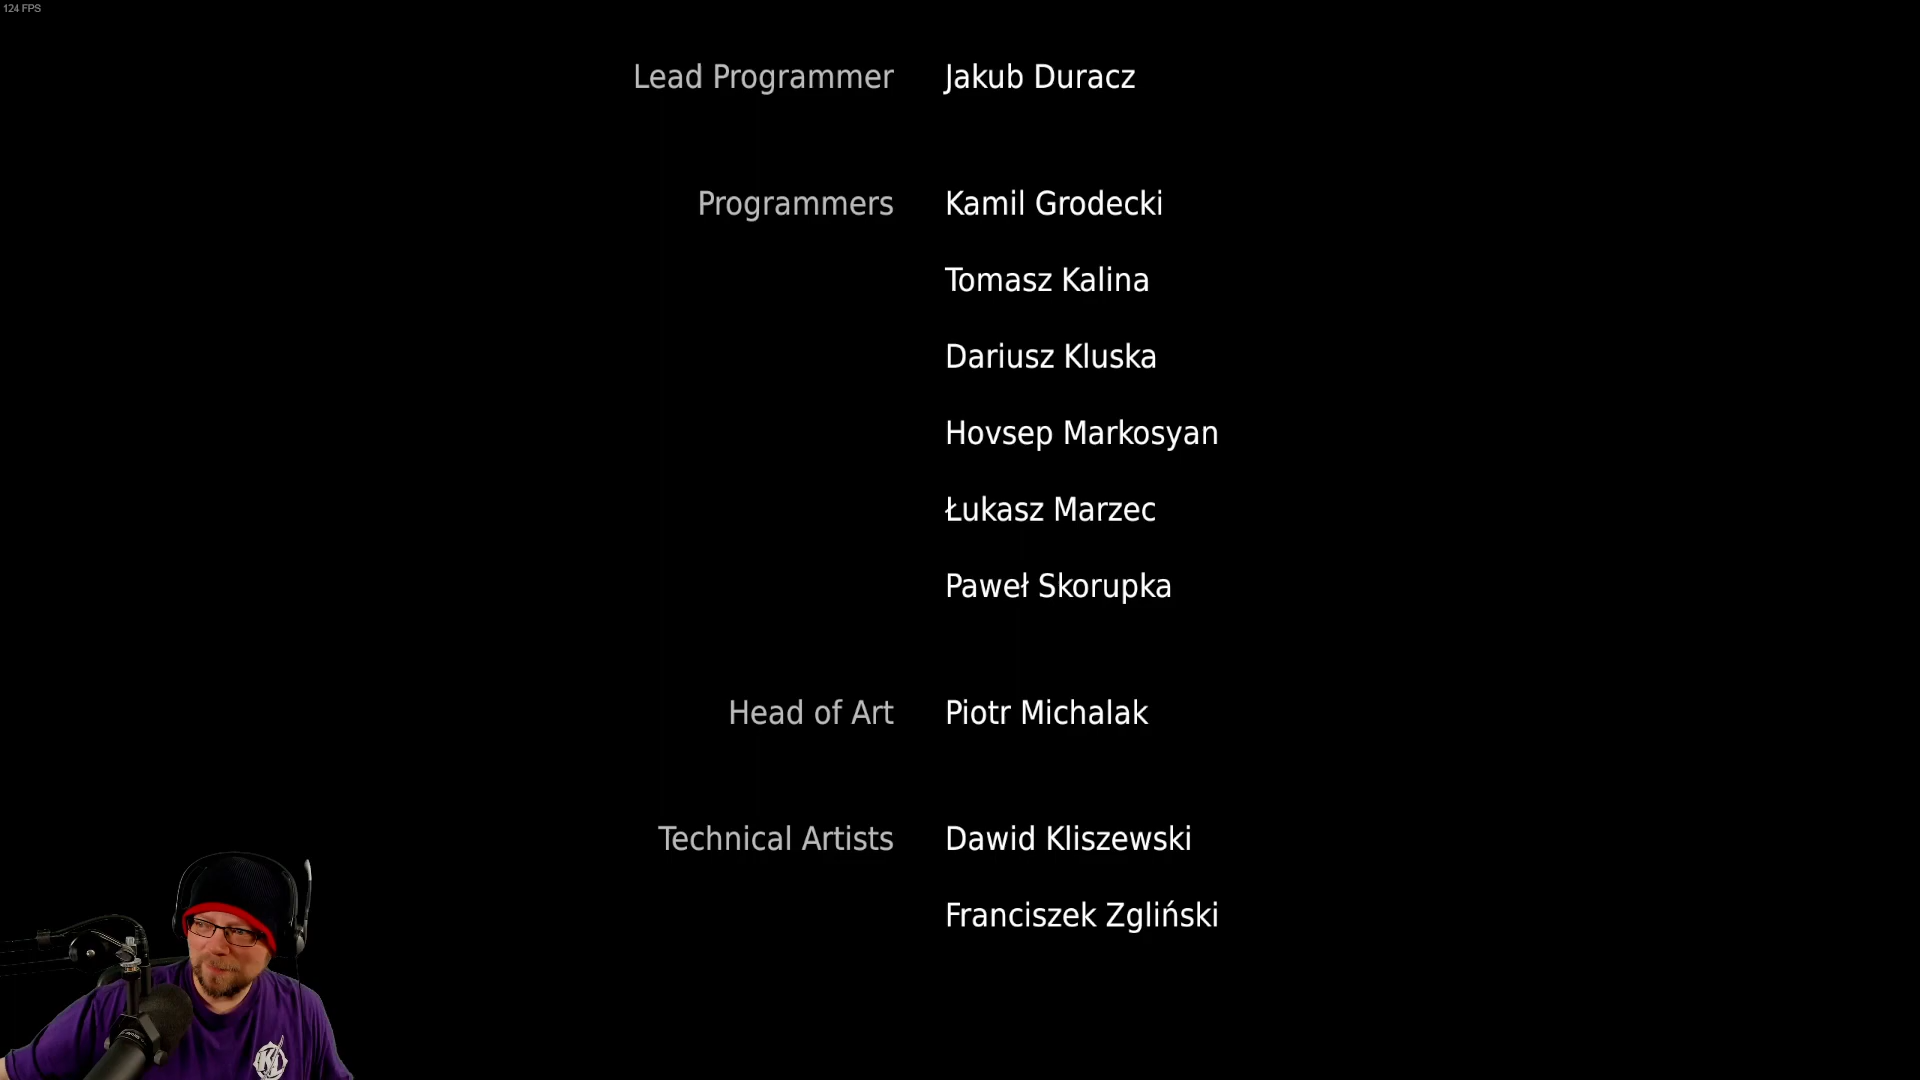 124 FPS
Lead Programmer Jakub Duracz
Programmers Kamil Grodecki
Tomasz Kalina
Dariusz Kluska
Hovsep Markosyan
Łukasz Marzec
Paweł Skorupka
Head of Art Piotr Michalak
Technical Artists Dawid Kliszewski
Franciszek Zgliński